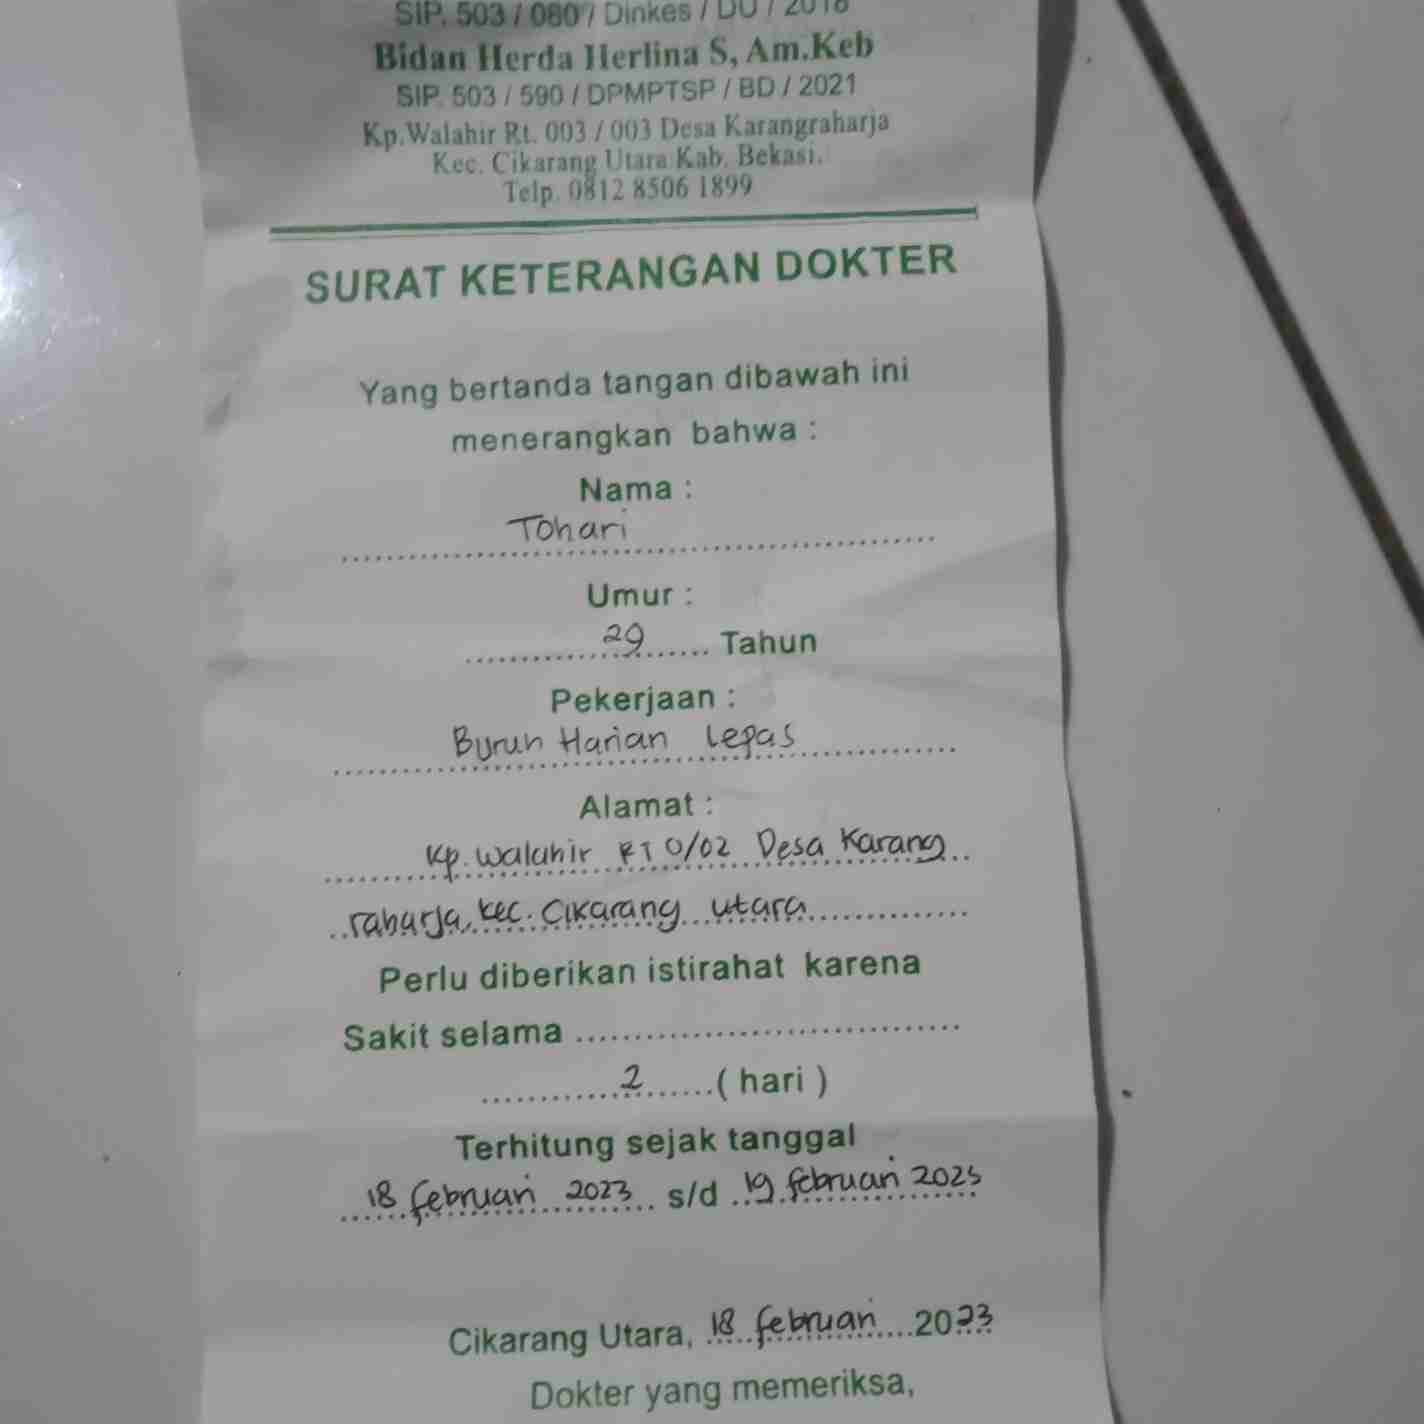 SIP. 503 / 080 / Dinkes / DU / 2018
Bidan Herda Herlina S, Am.Keb
SIP. 503 / 590 / DPMPTSP / BD / 2021
Kp.Walahir Rt. 003 / 003 Desa Karangraharja
Kec. Cikarang Utara Kab. Bekasi.
Telp. 0812 8506 1899
SURAT KETERANGAN DOKTER
Yang bertanda tangan dibawah ini
menerangkan bahwa :
Nama :
Tohari
Umur :
29 Tahun
Pekerjaan :
Buruh Harian Lepas
Alamat :
Kp. Walahir RT 0/02 Desa Karang
raharja, kec. Cikarang utara
Perlu diberikan istirahat karena
Sakit selama
2 ( hari )
Terhitung sejak tanggal
18 februari 2023 s/d 19 februari 2023
Cikarang Utara, 18 februari 2023
Dokter yang memeriksa,